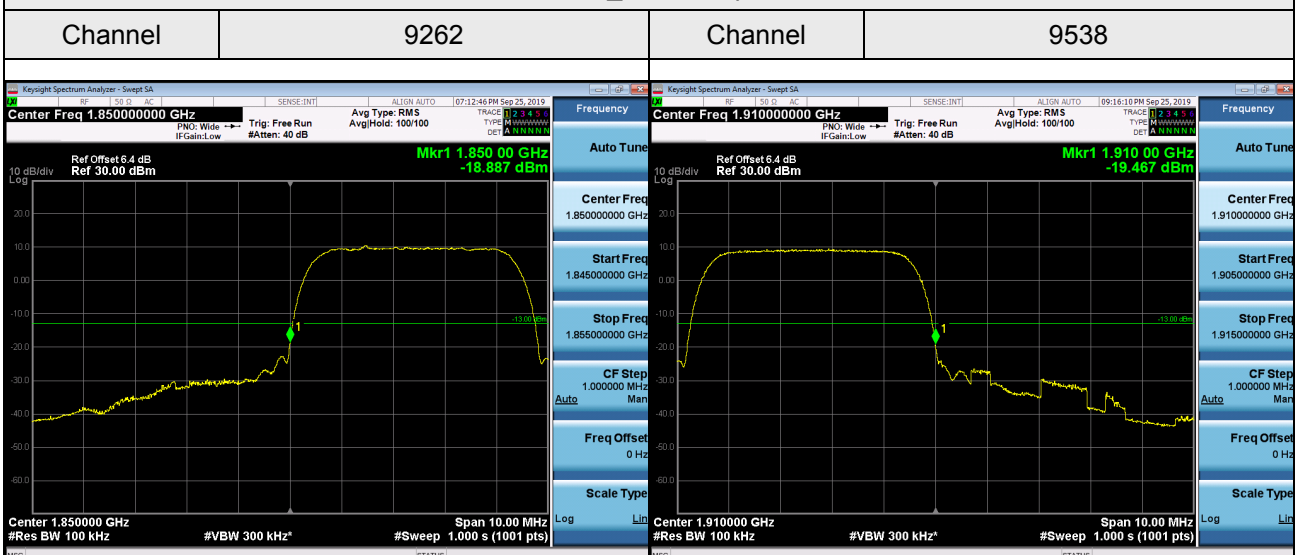 Channel 9262 Channel 9538
Keysight Spectrum Analyzer - Swept SA
RF 50 Ω AC SENSE:INT ALIGN AUTO 07:12:46 PM Sep 25, 2019
Center Freq 1.850000000 GHz
PNO: Wide
IFGain:Low
Trig: Free Run
#Atten: 40 dB
Avg Type: RMS
Avg|Hold: 100/100
TRACE 1 2 3 4 5 6
TYPE M WWWWW
DET A N N N N N
Mkr1 1.850 00 GHz
-18.887 dBm
Ref Offset 6.4 dB
10 dB/div Ref 30.00 dBm
Log
20.0
10.0
0.00
-10.0
-13.00 dBm
-20.0
-30.0
-40.0
-50.0
-60.0
1
Center 1.850000 GHz Span 10.00 MHz
#Res BW 100 kHz #VBW 300 kHz* #Sweep 1.000 s (1001 pts)
MSG STATUS
Frequency
Auto Tune
Center Freq
1.850000000 GHz
Start Freq
1.845000000 GHz
Stop Freq
1.855000000 GHz
CF Step
1.000000 MHz
Auto Man
Freq Offset
0 Hz
Scale Type
Log Lin
Keysight Spectrum Analyzer - Swept SA
RF 50 Ω AC SENSE:INT ALIGN AUTO 09:16:10 PM Sep 25, 2019
Center Freq 1.910000000 GHz
PNO: Wide
IFGain:Low
Trig: Free Run
#Atten: 40 dB
Avg Type: RMS
Avg|Hold: 100/100
TRACE 1 2 3 4 5 6
TYPE M WWWWW
DET A N N N N N
Mkr1 1.910 00 GHz
-19.467 dBm
Ref Offset 6.4 dB
10 dB/div Ref 30.00 dBm
Log
20.0
10.0
0.00
-10.0
-13.00 dBm
-20.0
-30.0
-40.0
-50.0
-60.0
1
Center 1.910000 GHz Span 10.00 MHz
#Res BW 100 kHz #VBW 300 kHz* #Sweep 1.000 s (1001 pts)
MSG STATUS
Frequency
Auto Tune
Center Freq
1.910000000 GHz
Start Freq
1.905000000 GHz
Stop Freq
1.915000000 GHz
CF Step
1.000000 MHz
Auto Man
Freq Offset
0 Hz
Scale Type
Log Lin